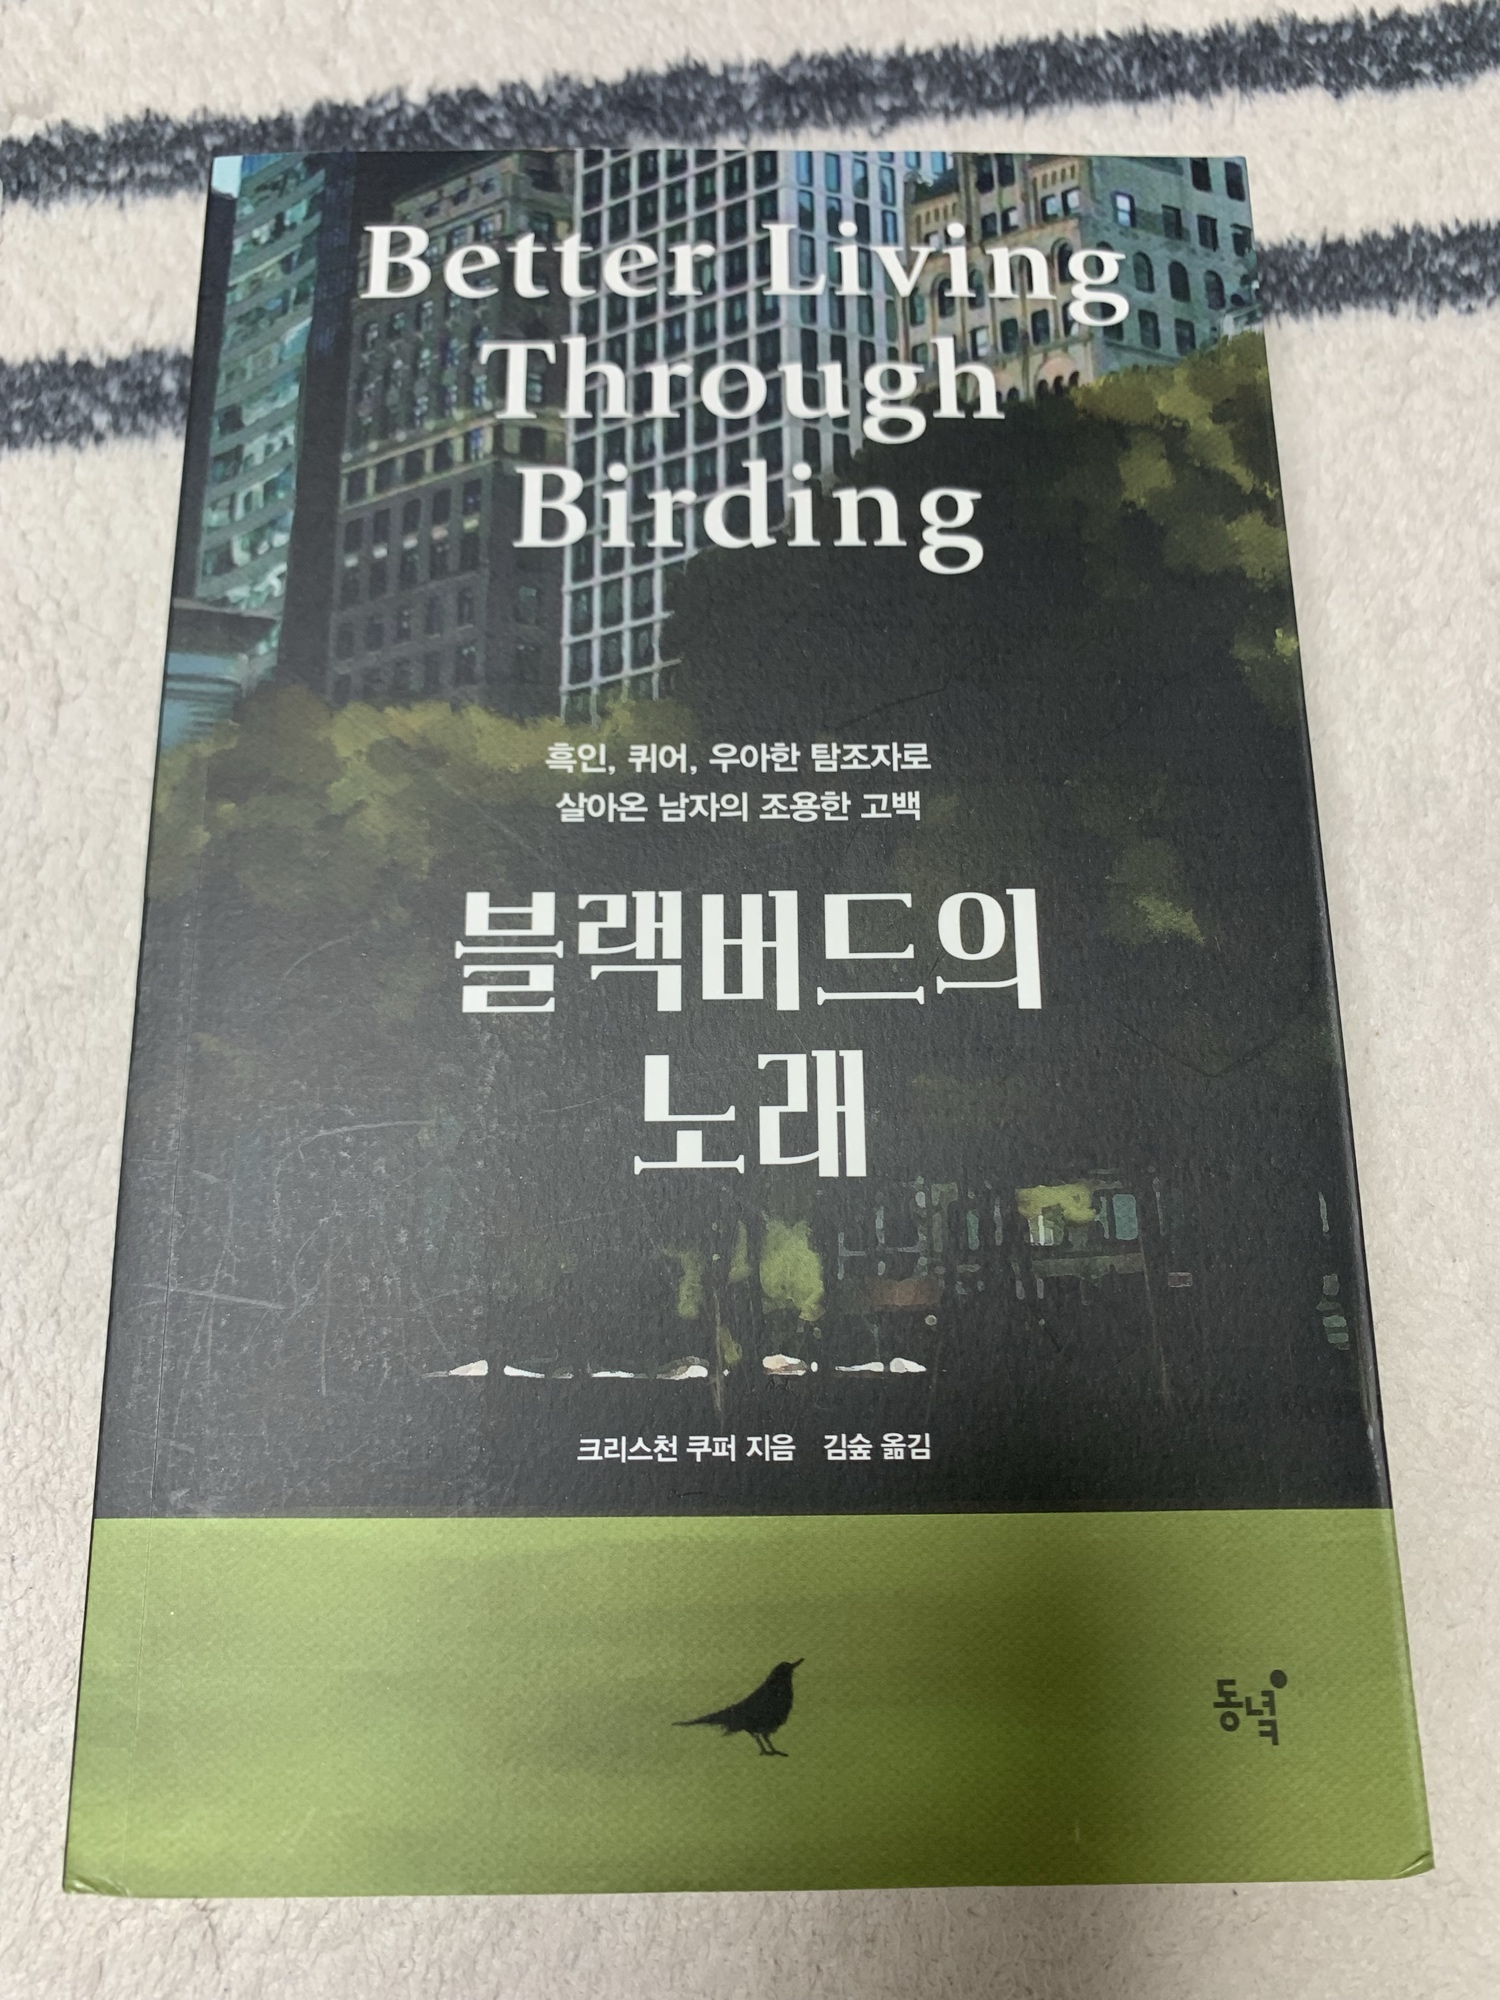 Better Living
Through
Birding
흑인, 퀴어, 우아한 탐조자로
살아온 남자의 조용한 고백
블랙버드의
노래
크리스천 쿠퍼 지음 김숲 옮김
동녘